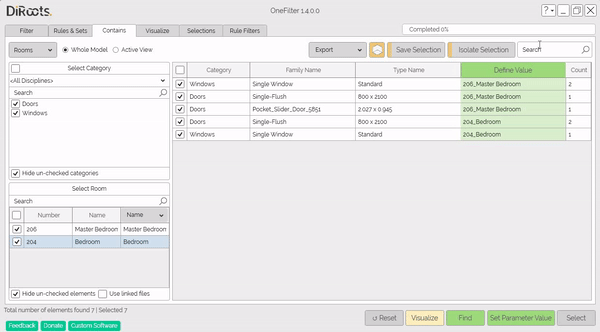 DiRoots
OneFilter 1.4.0.0
?
Filter
Rules & Sets
Contains
Visualize
Selections
Rule Filters
Completed 0%
Rooms
Whole Model
Active View
Export
Save Selection
Isolate Selection
Search
Select Category
<All Disciplines>
Search
Doors
Windows
Hide un-checked categories
Select Room
Search
Number Name Name
206 Master Bedroom Master Bedroom
204 Bedroom Bedroom
Hide un-checked elements
Use linked files
Category Family Name Type Name Define Value Count
Windows Single Window Standard 206_Master Bedroom 2
Doors Single-Flush 800 x 2100 206_Master Bedroom 1
Doors Pocket_Slider_Door_5851 2.027 x 0.945 206_Master Bedroom 1
Doors Single-Flush 800 x 2100 204_Bedroom 2
Windows Single Window Standard 204_Bedroom 1
Total number of elements found 7 | Selected 7
Feedback
Donate
Custom Software
Reset
Visualize
Find
Set Parameter Value
Select